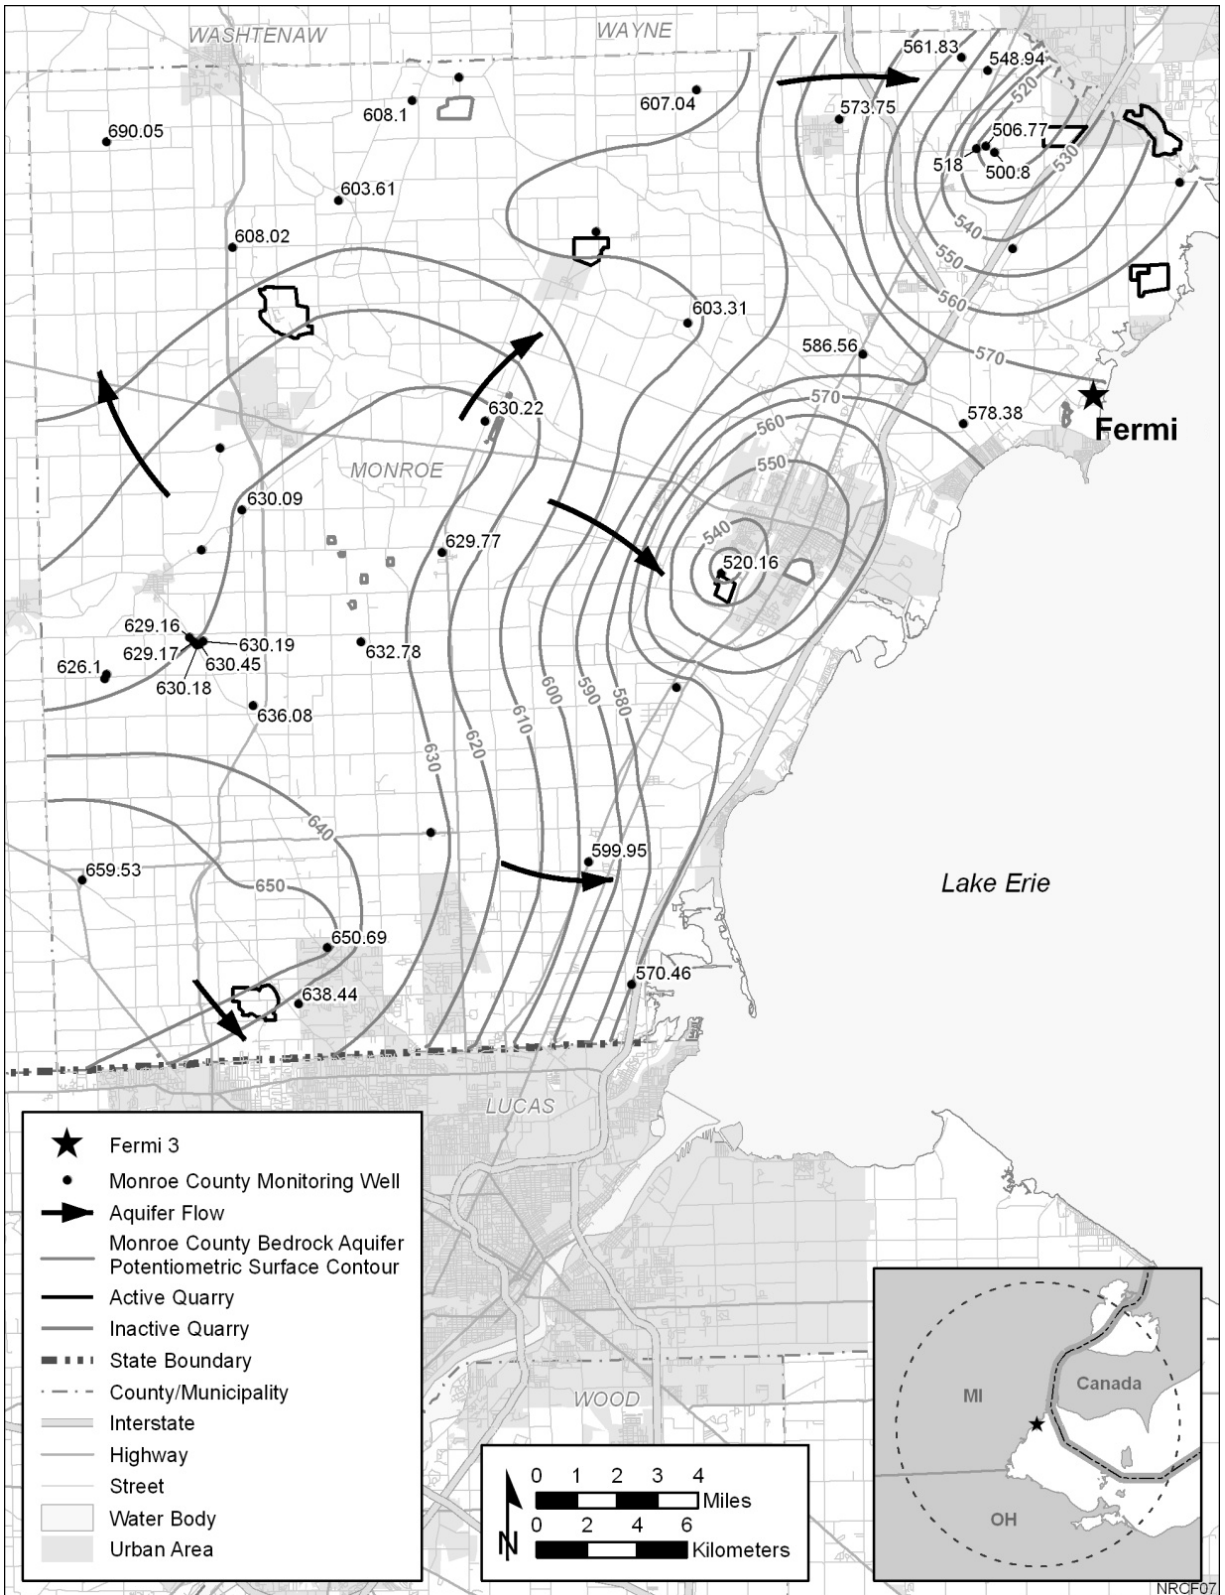 WASHTENAW
WAYNE
561.83
548.94
520
608.1
607.04
573.75
690.05
506.77
518
500.8
530
603.61
540
608.02
550
560
603.31
586.56
570
570
578.38
Fermi
560
630.22
550
MONROE
630.09
540
629.77
520.16
629.16
630.19
629.17
632.78
630.45
626.1
630.18
636.08
580
590
600
610
620
630
640
599.95
659.53
650
Lake Erie
650.69
570.46
638.44
LUCAS
Fermi 3
Monroe County Monitoring Well
Aquifer Flow
Monroe County Bedrock Aquifer
Potentiometric Surface Contour
Active Quarry
Inactive Quarry
State Boundary
County/Municipality
Interstate
Highway
Street
Water Body
Urban Area
WOOD
0 1 2 3 4
Miles
0 2 4 6
Kilometers
N
MI
Canada
OH
NRCF07